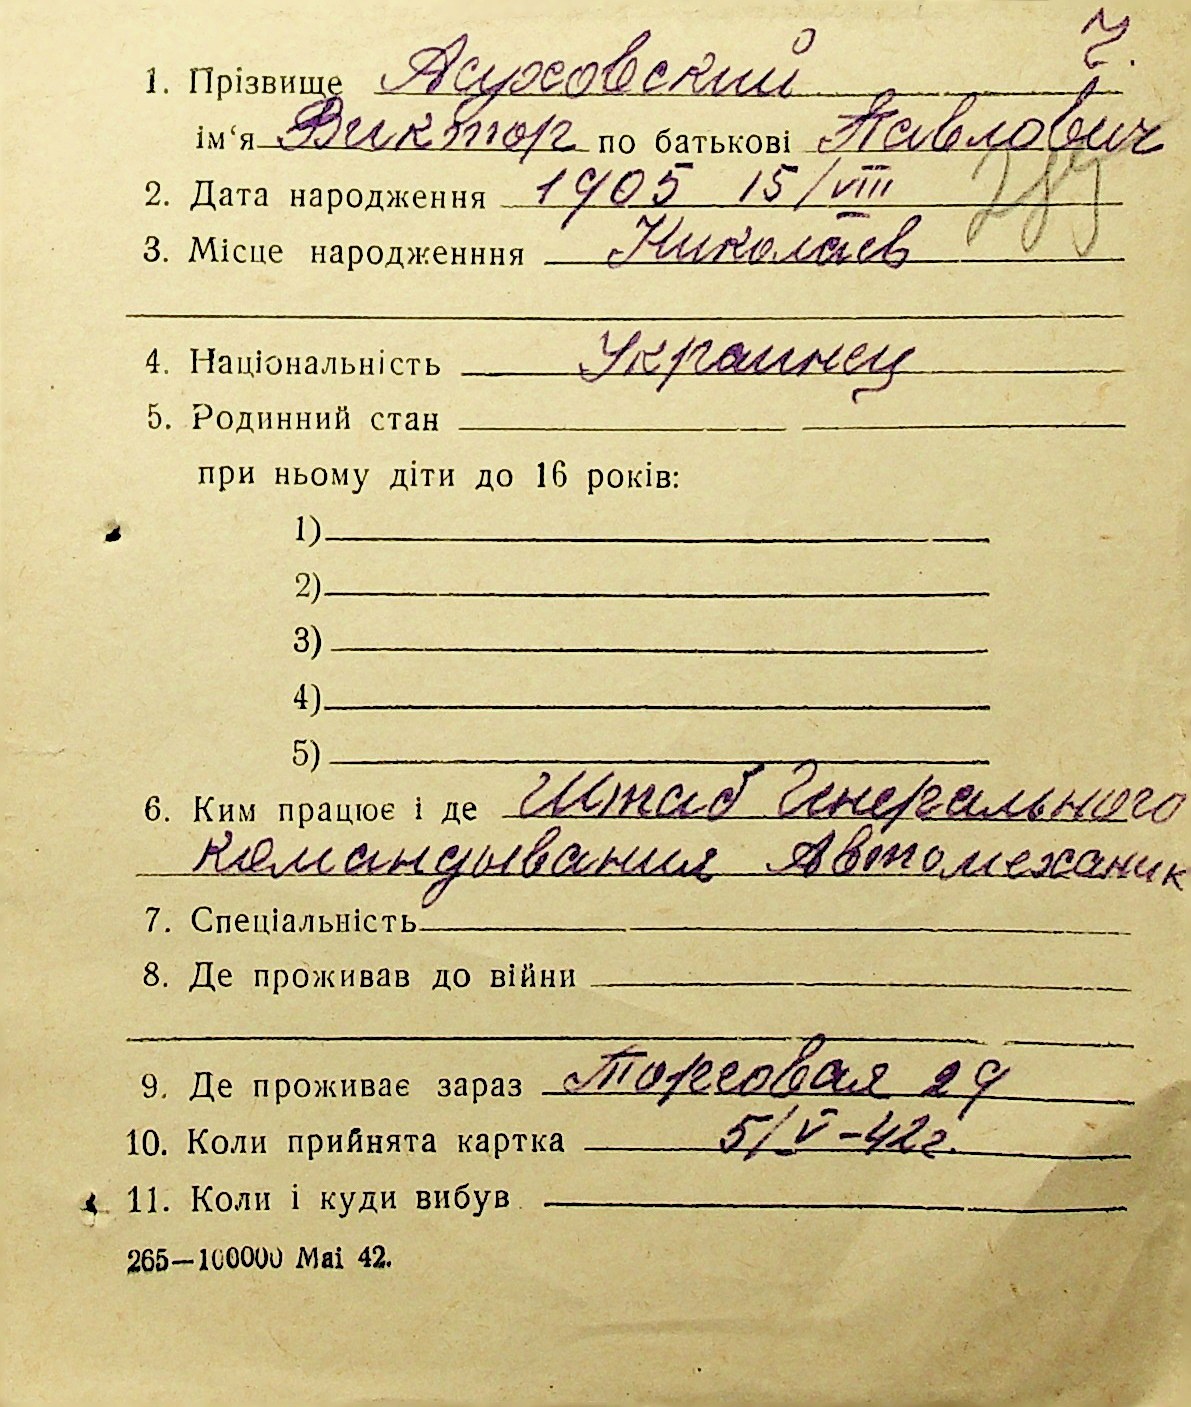 Ч.
1. Прізвище Асуховский
ім‘я Виктор по батькові Павлович
2. Дата народження 1905 15/VIII
289
3. Місце народженння Николаев
4. Національність Украинец
5. Родинний стан
при ньому діти до 16 років:
1)
2)
3)
4)
5)
6. Ким працює і де Штаб Генерального
командывания Автомеханик
7. Спеціальність
8. Де проживав до війни
9. Де проживає зараз Торговая 29
10. Коли прийнята картка 5/V-42г.
11. Коли і куди вибув
265—100000 Mai 42.